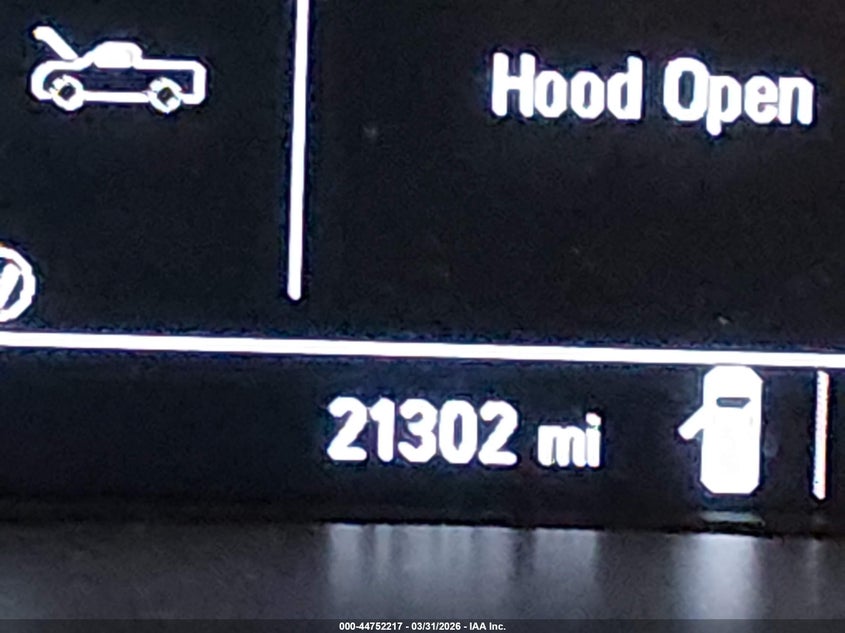 Hood Open
21302 mi
000-44752217 - 03/31/2026 - IAA Inc.